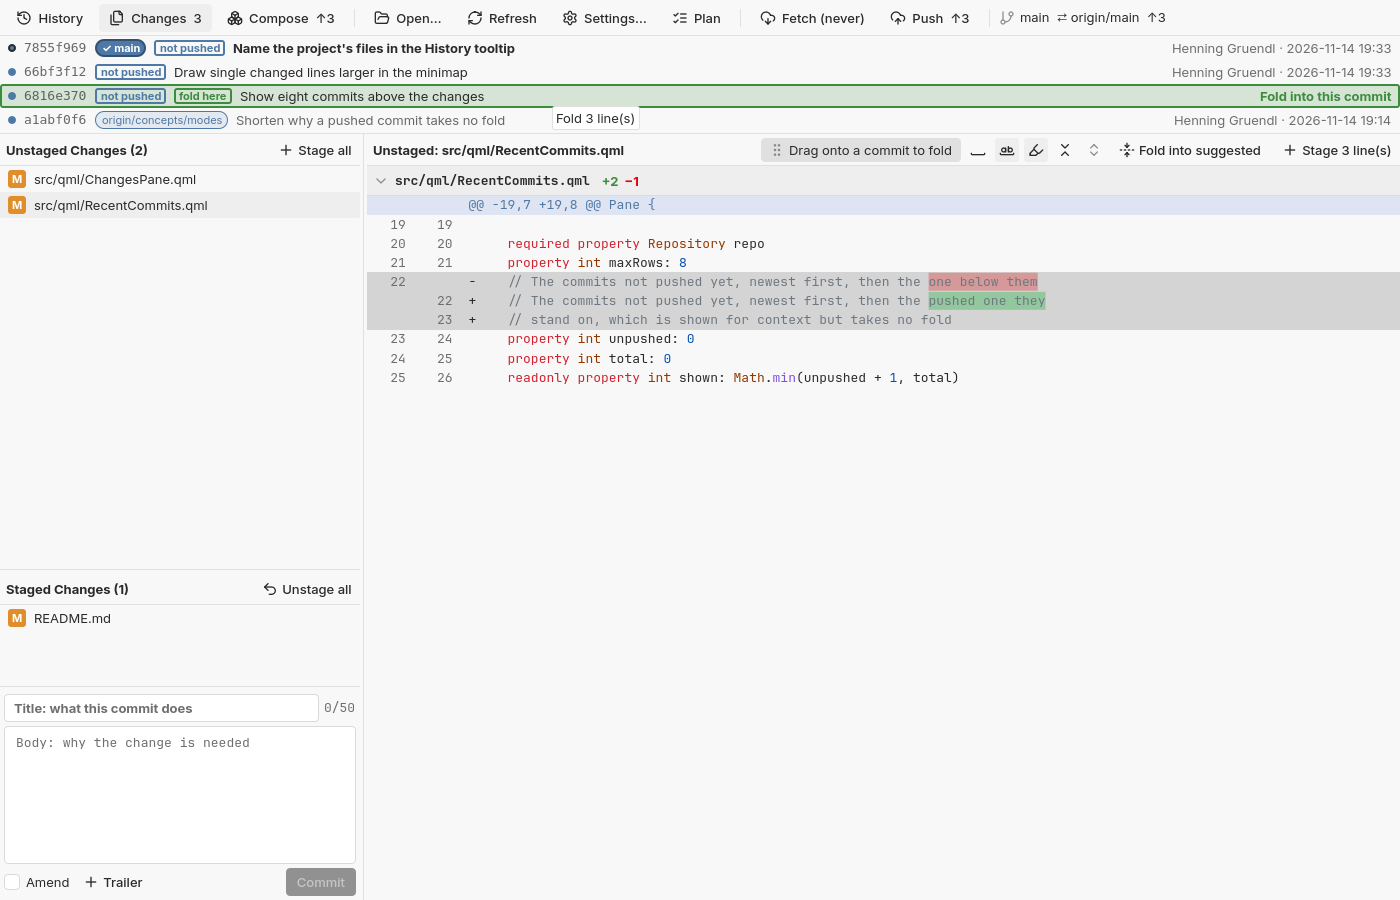 History Changes 3 Compose ↑3 Open... Refresh Settings... Plan Fetch (never) Push ↑3 main ⇄ origin/main ↑3
7855f969 ✓ main not pushed Name the project's files in the History tooltip Henning Gruendl · 2026-11-14 19:33
66bf3f12 not pushed Draw single changed lines larger in the minimap Henning Gruendl · 2026-11-14 19:33
6816e370 not pushed fold here Show eight commits above the changes Fold into this commit
a1abf0f6 origin/concepts/modes Shorten why a pushed commit takes no fold Henning Gruendl · 2026-11-14 19:14
Fold 3 line(s)
Unstaged Changes (2) + Stage all
M src/qml/ChangesPane.qml
M src/qml/RecentCommits.qml
Unstaged: src/qml/RecentCommits.qml Drag onto a commit to fold ab Fold into suggested + Stage 3 line(s)
src/qml/RecentCommits.qml +2 −1
@@ -19,7 +19,8 @@ Pane {
19 19
20 20 required property Repository repo
21 21 property int maxRows: 8
22 - // The commits not pushed yet, newest first, then the one below them
22 + // The commits not pushed yet, newest first, then the pushed one they
23 + // stand on, which is shown for context but takes no fold
23 24 property int unpushed: 0
24 25 property int total: 0
25 26 readonly property int shown: Math.min(unpushed + 1, total)
Staged Changes (1) Unstage all
M README.md
Title: what this commit does 0/50
Body: why the change is needed
Amend + Trailer Commit